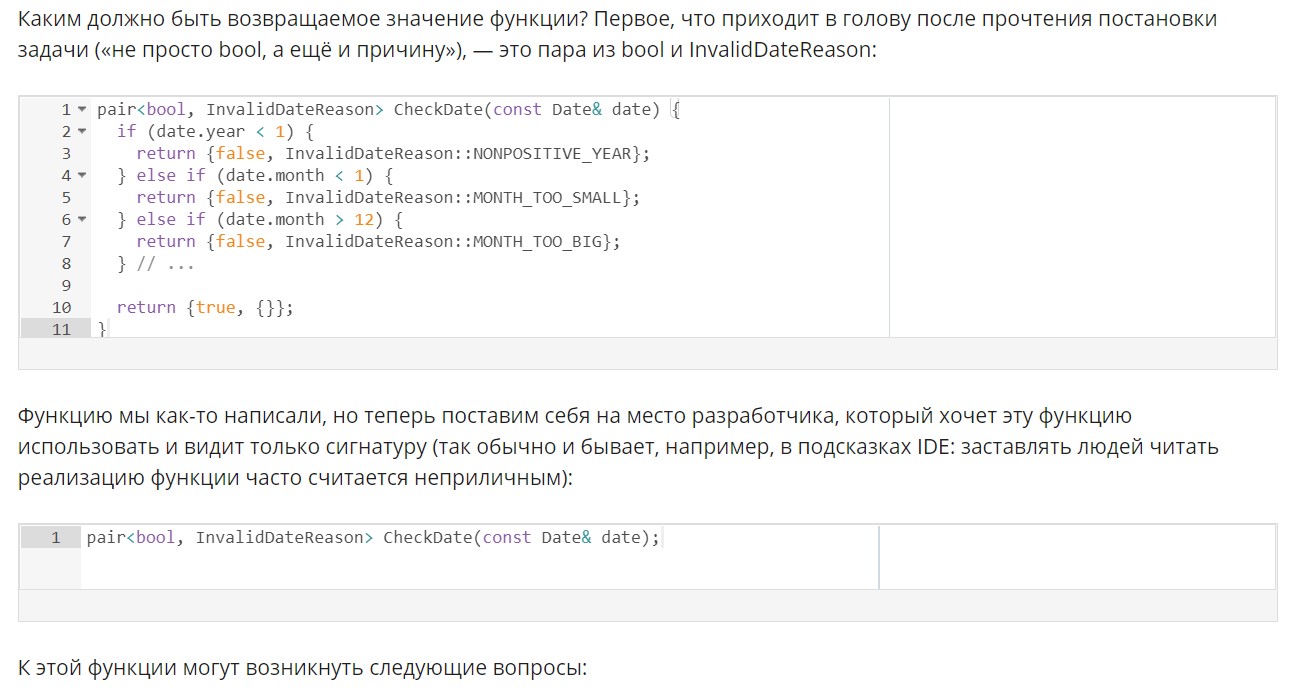 Каким должно быть возвращаемое значение функции? Первое, что приходит в голову после прочтения постановки
задачи («не просто bool, а ещё и причину»), — это пара из bool и InvalidDateReason:
1 pair<bool, InvalidDateReason> CheckDate(const Date& date) {
2   if (date.year < 1) {
3     return {false, InvalidDateReason::NONPOSITIVE_YEAR};
4   } else if (date.month < 1) {
5     return {false, InvalidDateReason::MONTH_TOO_SMALL};
6   } else if (date.month > 12) {
7     return {false, InvalidDateReason::MONTH_TOO_BIG};
8   } // ...
9
10   return {true, {}};
11 }
Функцию мы как-то написали, но теперь поставим себя на место разработчика, который хочет эту функцию
использовать и видит только сигнатуру (так обычно и бывает, например, в подсказках IDE: заставлять людей читать
реализацию функции часто считается неприличным):
1 pair<bool, InvalidDateReason> CheckDate(const Date& date);
К этой функции могут возникнуть следующие вопросы: